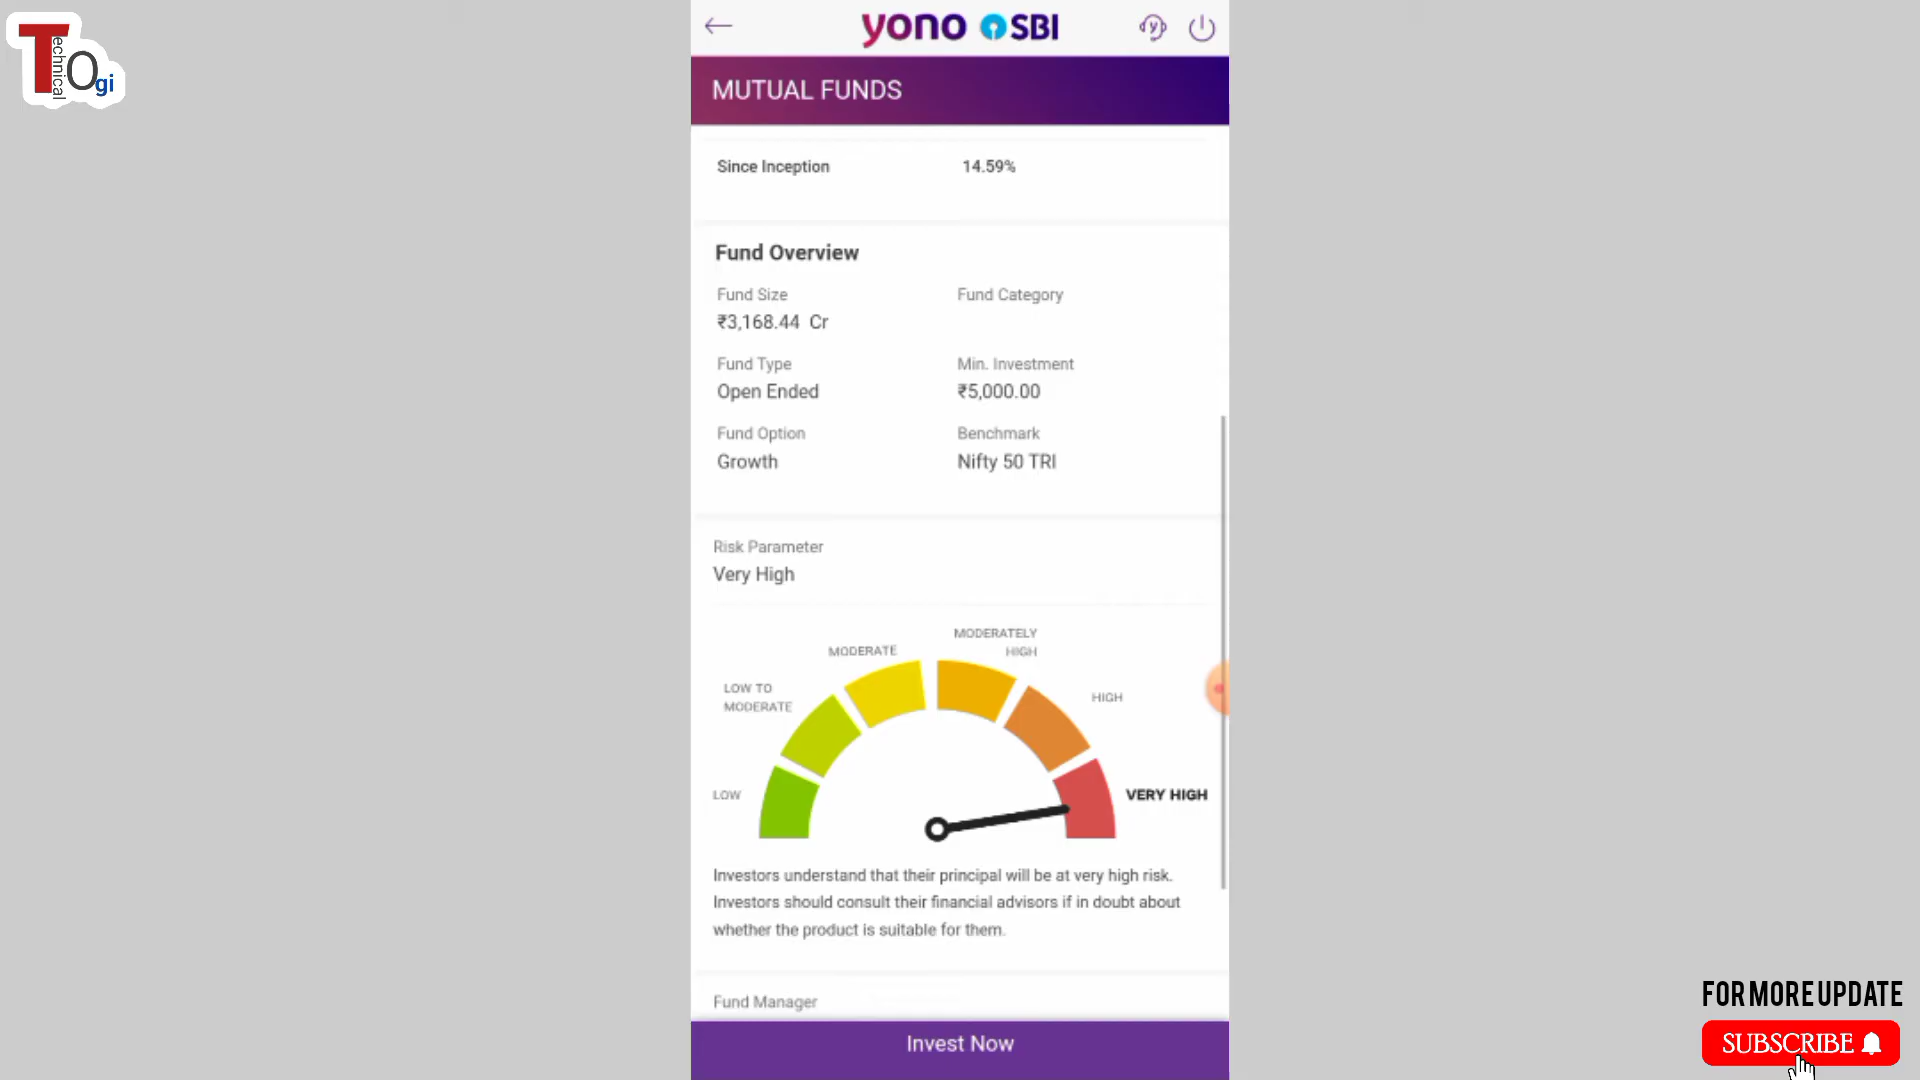 Technical
Ogi
yono SBI
MUTUAL FUNDS
Since Inception 14.59%
Fund Overview
Fund Size Fund Category
₹3,168.44 Cr
Fund Type Min. Investment
Open Ended ₹5,000.00
Fund Option Benchmark
Growth Nifty 50 TRI
Risk Parameter
Very High
MODERATELY
HIGH
MODERATE
LOW TO
MODERATE
HIGH
LOW
VERY HIGH
Investors understand that their principal will be at very high risk.
Investors should consult their financial advisors if in doubt about
whether the product is suitable for them.
Fund Manager
Invest Now
FOR MORE UPDATE
SUBSCRIBE